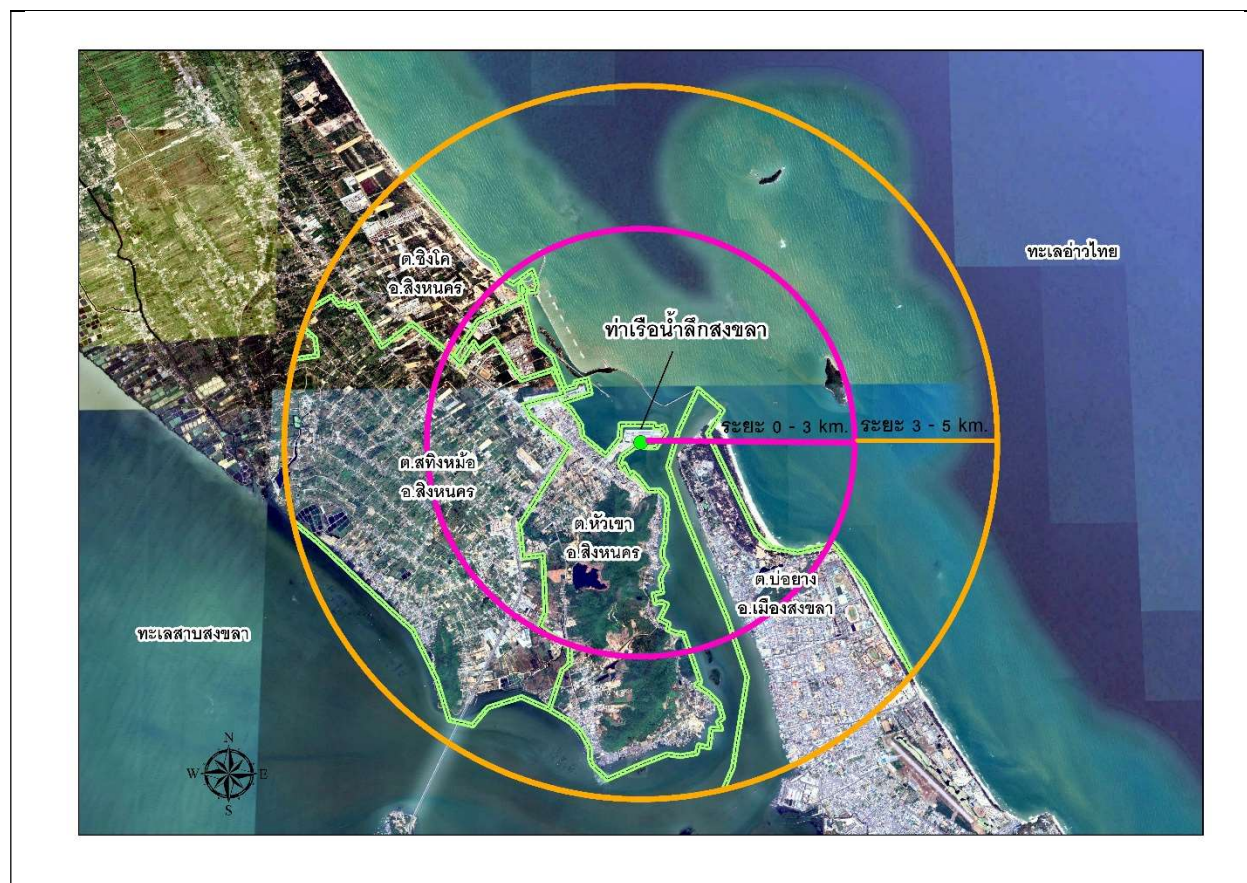 ต.ชิงโค
อ.สิงหนคร
ทะเลอ่าวไทย
ท่าเรือน้ำลึกสงขลา
ระยะ 0 - 3 km.
ระยะ 3 - 5 km.
ต.สทิงหม้อ
อ.สิงหนคร
ต.หัวเขา
อ.สิงหนคร
ต.บ่อยาง
อ.เมืองสงขลา
ทะเลสาบสงขลา
N
W
E
S